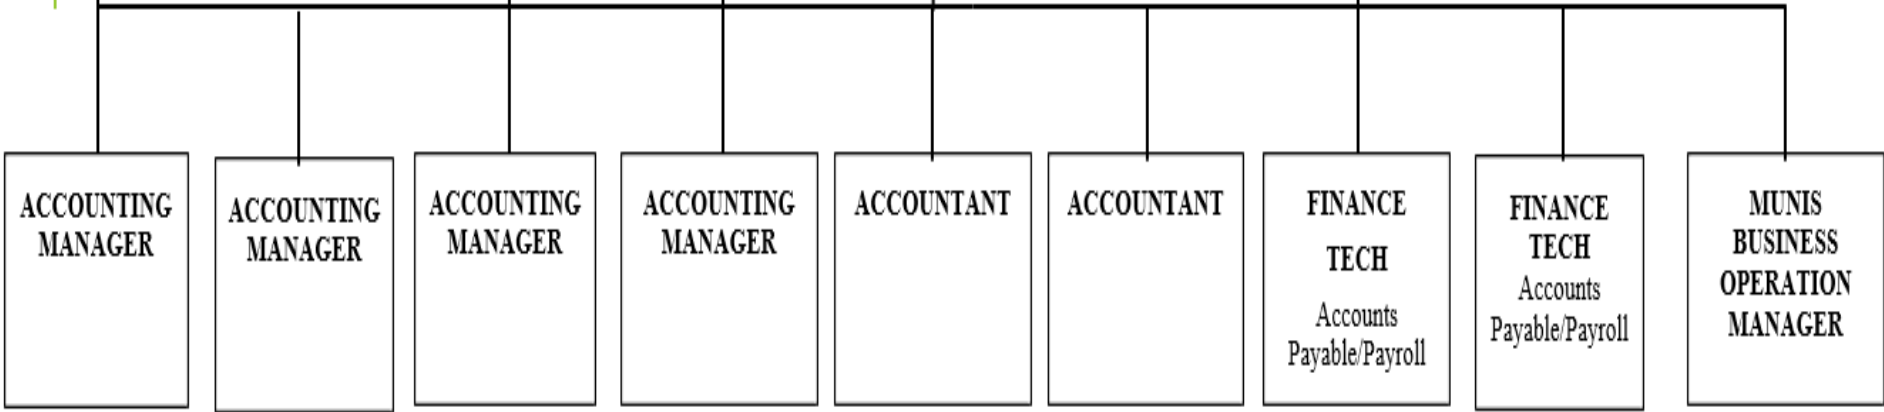 ACCOUNTING
MANAGER
ACCOUNTING
MANAGER
ACCOUNTING
MANAGER
ACCOUNTING
MANAGER
ACCOUNTANT
ACCOUNTANT
FINANCE
TECH
Accounts
Payable/Payroll
FINANCE
TECH
Accounts
Payable/Payroll
MUNIS
BUSINESS
OPERATION
MANAGER